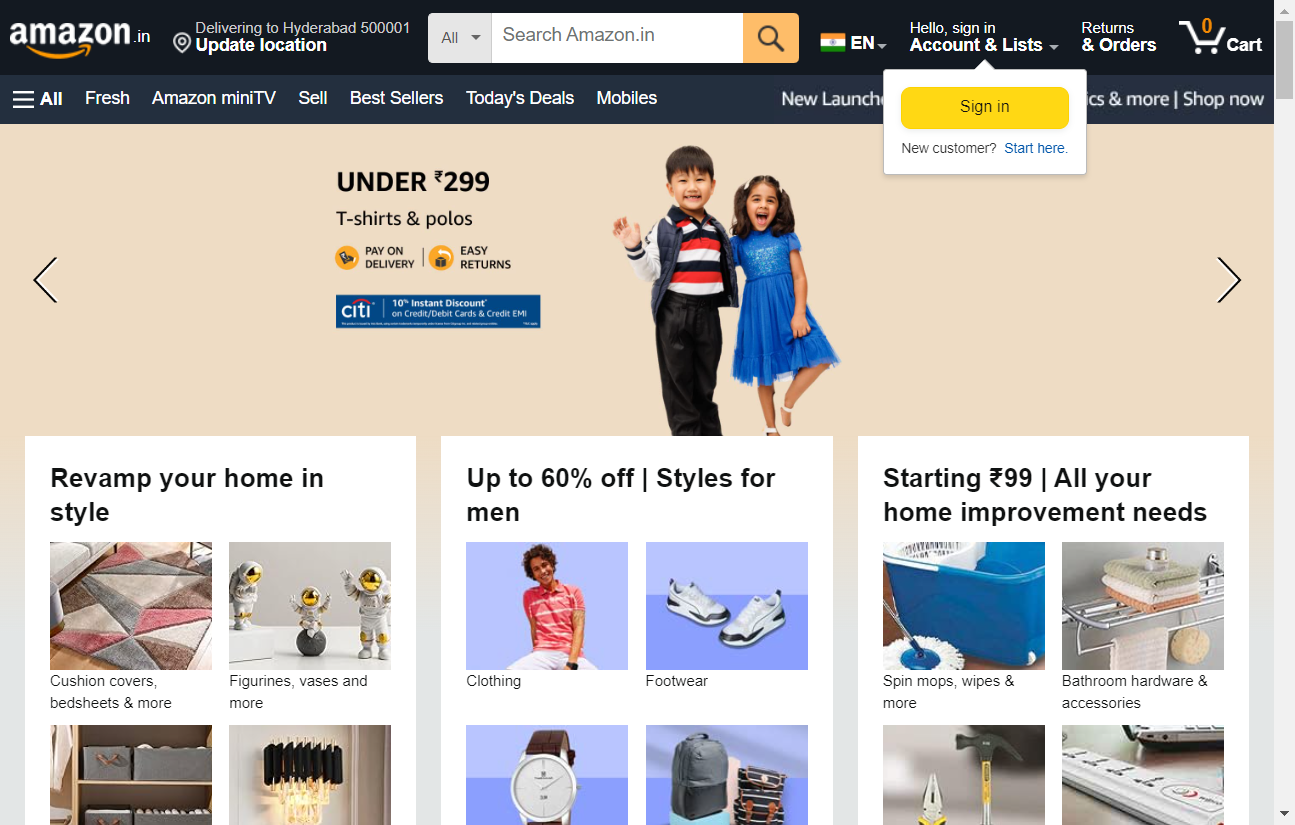 amazon.in
Delivering to Hyderabad 500001
Update location
All
Search Amazon.in
EN
Hello, sign in
Account & Lists
Returns
& Orders
0
Cart
All
Fresh
Amazon miniTV
Sell
Best Sellers
Today's Deals
Mobiles
New Launche
ics & more | Shop now
Sign in
New customer? Start here.
UNDER ₹299
T-shirts & polos
PAY ON
DELIVERY
EASY
RETURNS
citi
10% Instant Discount*
on Credit/Debit Cards & Credit EMI
Revamp your home in
style
Cushion covers,
bedsheets & more
Figurines, vases and
more
Up to 60% off | Styles for
men
Clothing
Footwear
Starting ₹99 | All your
home improvement needs
Spin mops, wipes &
more
Bathroom hardware &
accessories